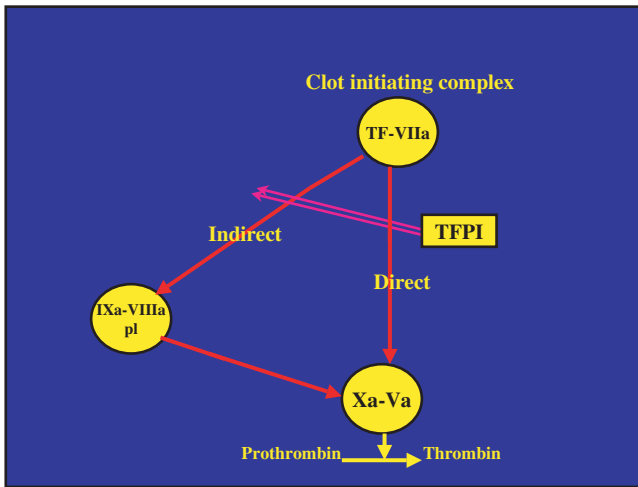 Clot initiating complex
TF-VIIa
TFPI
Indirect
Direct
IXa-VIIIa
pl
Xa-Va
Prothrombin
Thrombin